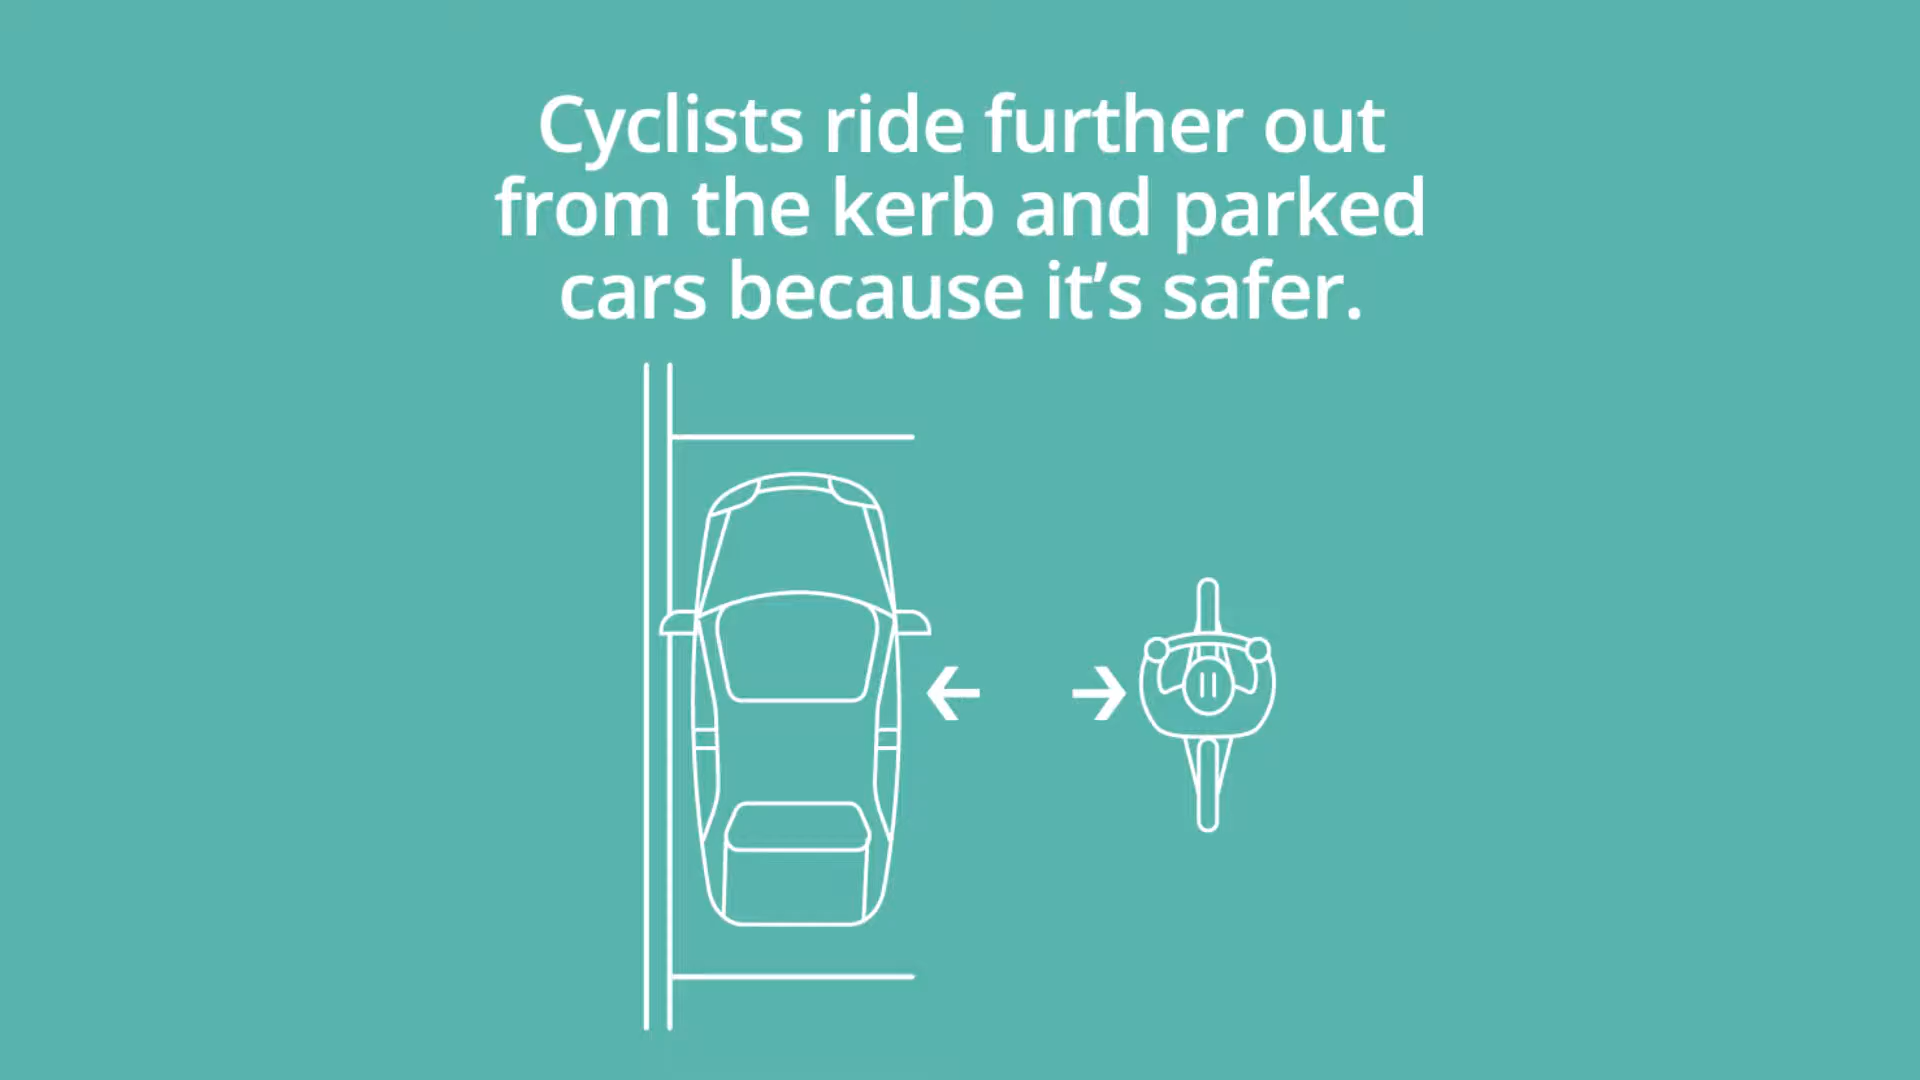 Cyclists ride further out
from the kerb and parked
cars because it’s safer.